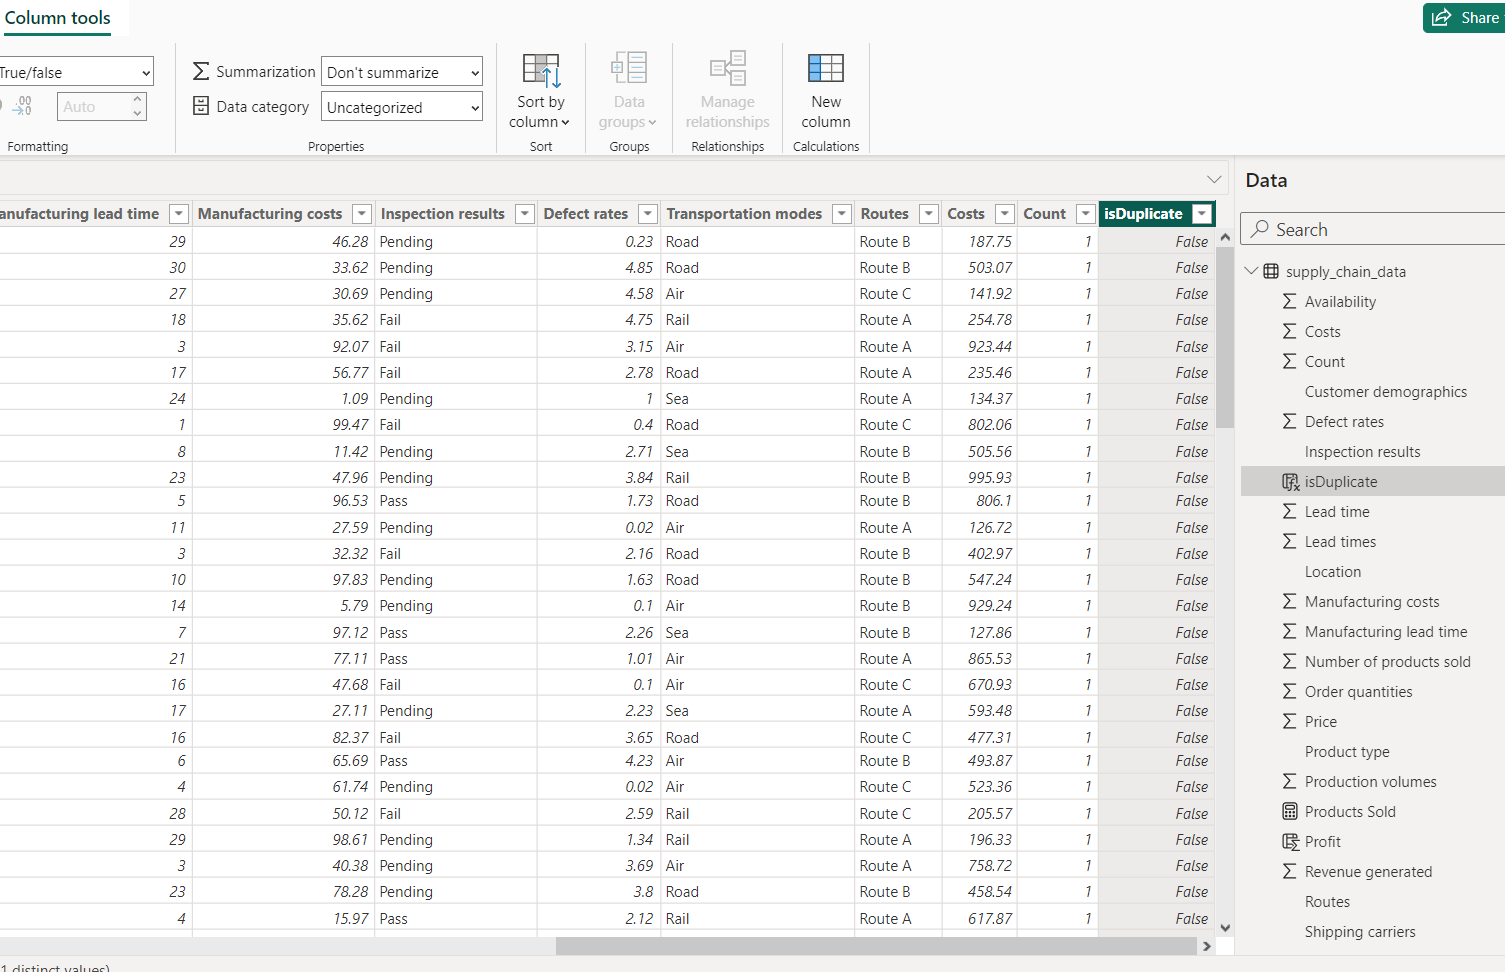 Column tools
Share
True/false
Summarization
Don't summarize
Data category
Uncategorized
.00
Auto
Sort by
column
Data
groups
Manage
relationships
New
column
Formatting
Properties
Sort
Groups
Relationships
Calculations
anufacturing lead time Manufacturing costs Inspection results Defect rates Transportation modes Routes Costs Count isDuplicate
29 46.28 Pending 0.23 Road Route B 187.75 1 False
30 33.62 Pending 4.85 Road Route B 503.07 1 False
27 30.69 Pending 4.58 Air Route C 141.92 1 False
18 35.62 Fail 4.75 Rail Route A 254.78 1 False
3 92.07 Fail 3.15 Air Route A 923.44 1 False
17 56.77 Fail 2.78 Road Route A 235.46 1 False
24 1.09 Pending 1 Sea Route A 134.37 1 False
1 99.47 Fail 0.4 Road Route C 802.06 1 False
8 11.42 Pending 2.71 Sea Route B 505.56 1 False
23 47.96 Pending 3.84 Rail Route B 995.93 1 False
5 96.53 Pass 1.73 Road Route B 806.1 1 False
11 27.59 Pending 0.02 Air Route A 126.72 1 False
3 32.32 Fail 2.16 Road Route B 402.97 1 False
10 97.83 Pending 1.63 Road Route B 547.24 1 False
14 5.79 Pending 0.1 Air Route B 929.24 1 False
7 97.12 Pass 2.26 Sea Route B 127.86 1 False
21 77.11 Pass 1.01 Air Route A 865.53 1 False
16 47.68 Fail 0.1 Air Route C 670.93 1 False
17 27.11 Pending 2.23 Sea Route A 593.48 1 False
16 82.37 Fail 3.65 Road Route C 477.31 1 False
6 65.69 Pass 4.23 Air Route B 493.87 1 False
4 61.74 Pending 0.02 Air Route C 523.36 1 False
28 50.12 Fail 2.59 Rail Route C 205.57 1 False
29 98.61 Pending 1.34 Rail Route A 196.33 1 False
3 40.38 Pending 3.69 Air Route A 758.72 1 False
23 78.28 Pending 3.8 Road Route B 458.54 1 False
4 15.97 Pass 2.12 Rail Route A 617.87 1 False
1 distinct values)
Data
Search
supply_chain_data
Availability
Costs
Count
Customer demographics
Defect rates
Inspection results
isDuplicate
Lead time
Lead times
Location
Manufacturing costs
Manufacturing lead time
Number of products sold
Order quantities
Price
Product type
Production volumes
Products Sold
Profit
Revenue generated
Routes
Shipping carriers